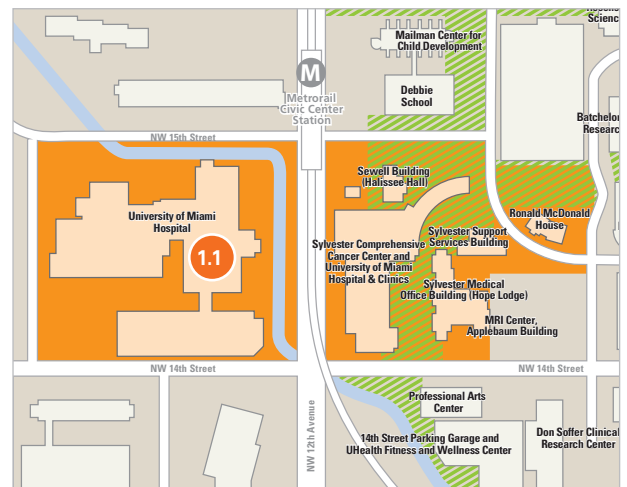 Scienc
Mailman Center for
Child Development
M
Metrorail
Civic Center
Station
Debbie
School
Batchelor
Researc
NW 15th Street
Sewell Building
(Halissee Hall)
University of Miami
Hospital
1.1
Ronald McDonald
House
Sylvester Support
Services Building
Sylvester Comprehensive
Cancer Center and
University of Miami
Hospital & Clinics
Sylvester Medical
Office Building (Hope Lodge)
MRI Center,
Applebaum Building
NW 14th Street
NW 14th Street
NW 12th Avenue
Professional Arts
Center
14th Street Parking Garage and
UHealth Fitness and Wellness Center
Don Soffer Clinical
Research Center